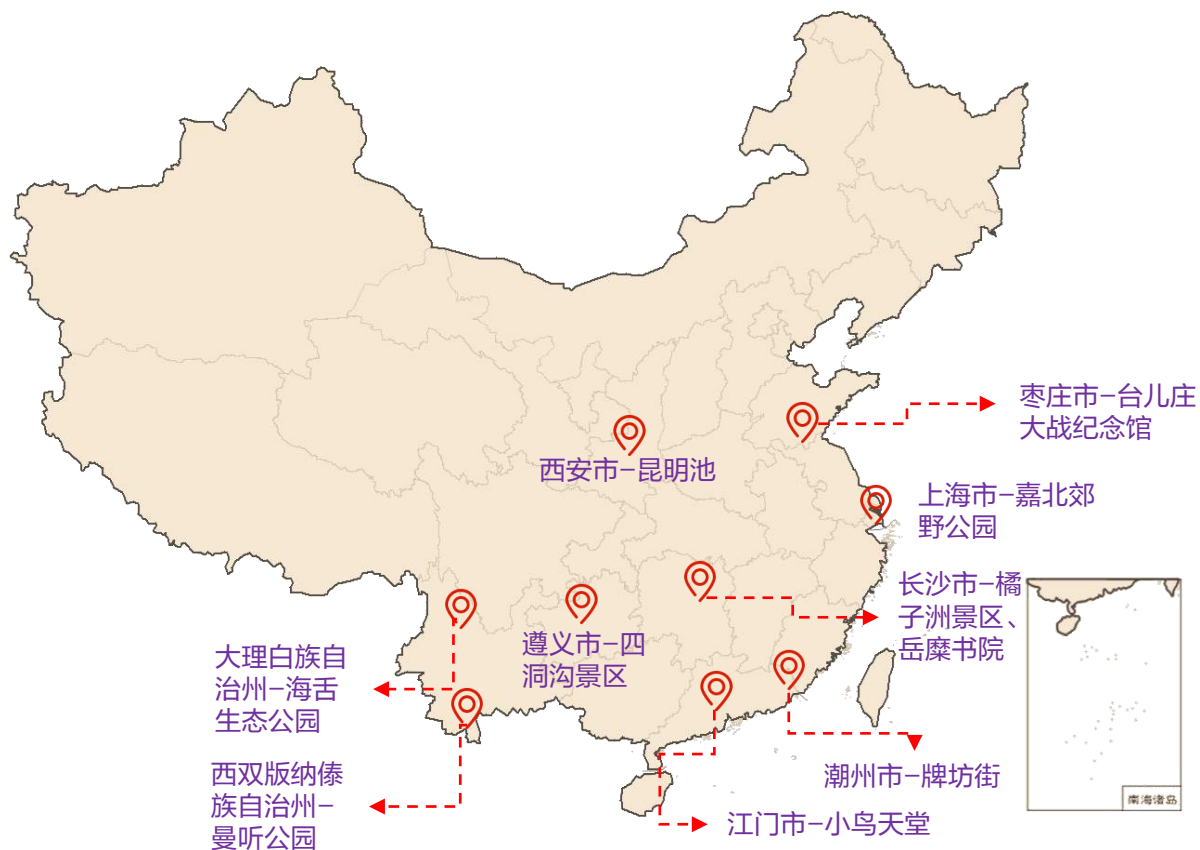 枣庄市–台儿庄
大战纪念馆
西安市–昆明池
上海市–嘉北郊
野公园
长沙市–橘
子洲景区、
岳糜书院
遵义市–四
洞沟景区
大理白族自
治州–海舌
生态公园
西双版纳傣
族自治州–
曼听公园
潮州市–牌坊街
江门市–小鸟天堂
南海诸岛